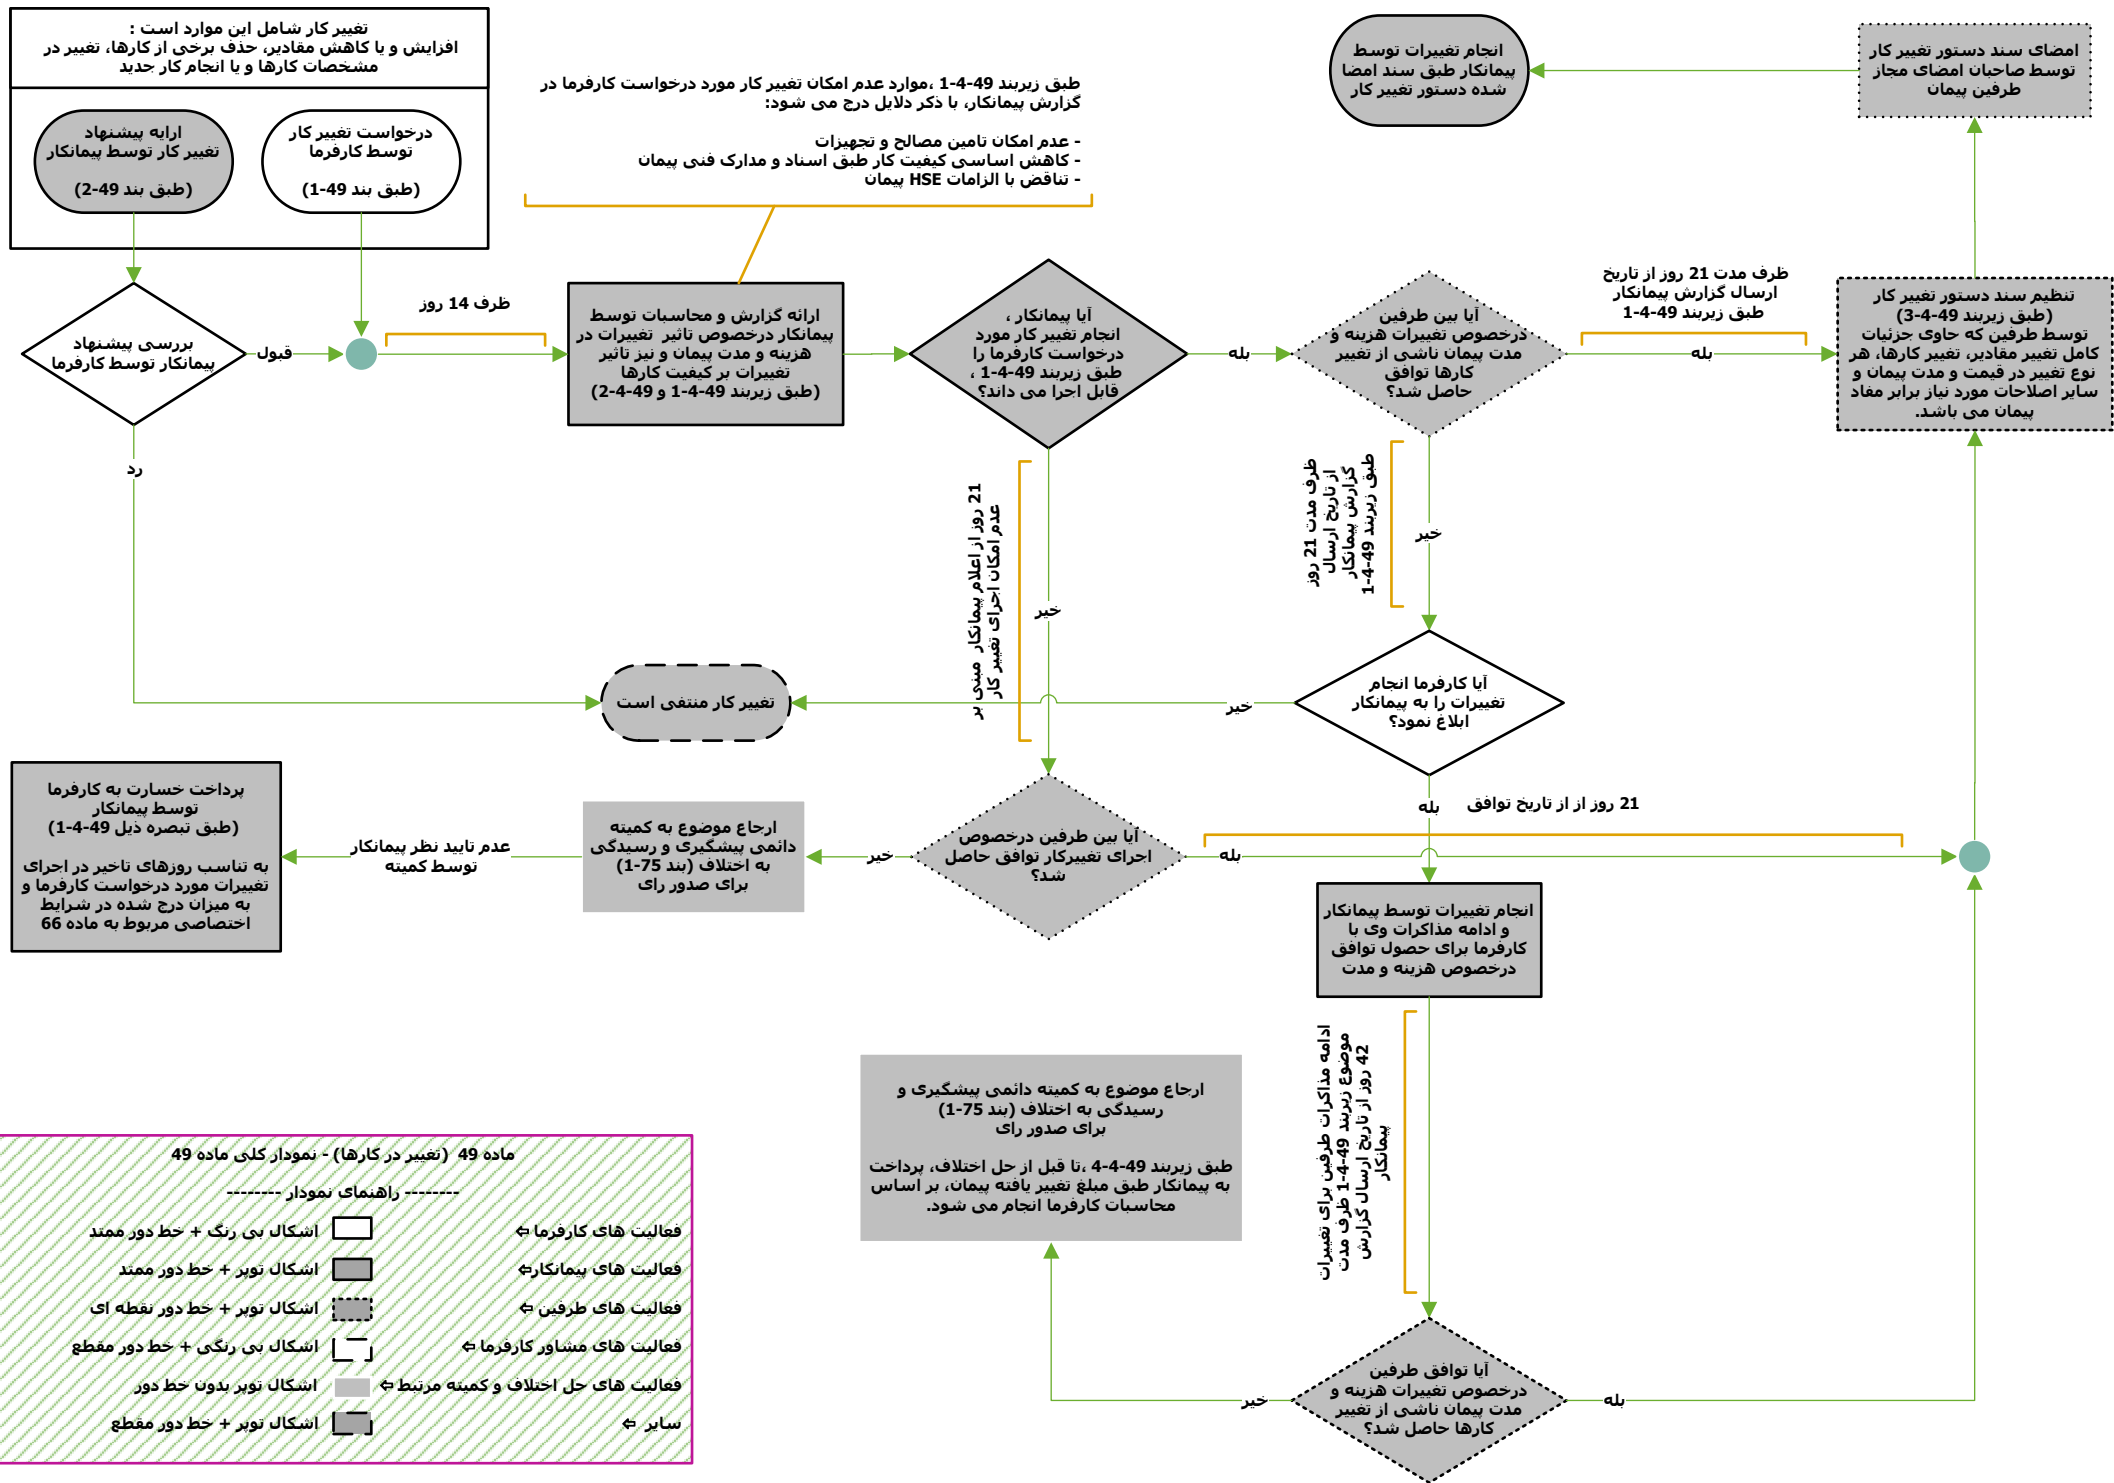 تغییر کار شامل این موارد است :
افزایش و یا کاهش مقادیر، حذف برخی از کارها، تغییر در
مشخصات کارها و یا انجام کار جدید
درخواست تغییر کار
توسط کارفرما
(طبق بند 49-1)
ارایه پیشنهاد
تغییر کار توسط پیمانکار
(طبق بند 49-2)
طبق زیربند 49-4-1 ،موارد عدم امکان تغییر کار مورد درخواست کارفرما در
گزارش پیمانکار، با ذکر دلایل درج می شود:
- عدم امکان تامین مصالح و تجهیزات
- کاهش اساسی کیفیت کار طبق اسناد و مدارک فنی پیمان
- تناقض با الزامات HSE پیمان
انجام تغییرات توسط
پیمانکار طبق سند امضا
شده دستور تغییر کار
امضای سند دستور تغییر کار
توسط صاحبان امضای مجاز
طرفین پیمان
بررسی پیشنهاد
پیمانکار توسط کارفرما
قبول
رد
ظرف 14 روز
ارائه گزارش و محاسبات توسط
پیمانکار درخصوص تاثیر تغییرات در
هزینه و مدت پیمان و نیز تاثیر
تغییرات بر کیفیت کارها
(طبق زیربند 49-4-1 و 49-4-2)
آیا پیمانکار ،
انجام تغییر کار مورد
درخواست کارفرما را
طبق زیربند 49-4-1 ،
قابل اجرا می داند؟
بله
آیا بین طرفین
درخصوص تغییرات هزینه و
مدت پیمان ناشی از تغییر
کارها توافق
حاصل شد؟
ظرف مدت 21 روز از تاریخ
ارسال گزارش پیمانکار
طبق زیربند 49-4-1
بله
تنظیم سند دستور تغییر کار
(طبق زیربند 49-4-3)
توسط طرفین که حاوی جزئیات
کامل تغییر مقادیر، تغییر کارها، هر
نوع تغییر در قیمت و مدت پیمان و
سایر اصلاحات مورد نیاز برابر مفاد
پیمان می باشد.
21 روز از اعلام پیمانکار مبنی بر
عدم امکان اجرای تغییر کار
خیر
ظرف مدت 21 روز
از تاریخ ارسال
گزارش پیمانکار
طبق زیربند 49-4-1
خیر
تغییر کار منتفی است
خیر
آیا کارفرما انجام
تغییرات را به پیمانکار
ابلاغ نمود؟
بله
21 روز از از تاریخ توافق
پرداخت خسارت به کارفرما
توسط پیمانکار
(طبق تبصره ذیل 49-4-1)
به تناسب روزهای تاخیر در اجرای
تغییرات مورد درخواست کارفرما و
به میزان درج شده در شرایط
اختصاصی مربوط به ماده 66
عدم تایید نظر پیمانکار
توسط کمیته
ارجاع موضوع به کمیته
دائمی پیشگیری و رسیدگی
به اختلاف (بند 75-1)
برای صدور رای
خیر
آیا بین طرفین درخصوص
اجرای تغییرکار توافق حاصل
شد؟
بله
انجام تغییرات توسط پیمانکار
و ادامه مذاکرات وی با
کارفرما برای حصول توافق
درخصوص هزینه و مدت
ادامه مذاکرات طرفین برای تغییرات
موضوع زیربند 49-4-1 ظرف مدت
42 روز از تاریخ ارسال گزارش
پیمانکار
ارجاع موضوع به کمیته دائمی پیشگیری و
رسیدگی به اختلاف (بند 75-1)
برای صدور رای
طبق زیربند 49-4-4 ،تا قبل از حل اختلاف، پرداخت
به پیمانکار طبق مبلغ تغییر یافته پیمان، بر اساس
محاسبات کارفرما انجام می شود.
خیر
آیا توافق طرفین
درخصوص تغییرات هزینه و
مدت پیمان ناشی از تغییر
کارها حاصل شد؟
بله
ماده 49 (تغییر در کارها) - نمودار کلی ماده 49
-------- راهنمای نمودار --------
فعالیت های کارفرما ⇦ اشکال بی رنگ + خط دور ممتد
فعالیت های پیمانکار⇦ اشکال توپر + خط دور ممتد
فعالیت های طرفین ⇦ اشکال توپر + خط دور نقطه ای
فعالیت های مشاور کارفرما ⇦ اشکال بی رنگی + خط دور مقطع
فعالیت های حل اختلاف و کمیته مرتبط ⇦ اشکال توپر بدون خط دور
سایر ⇦ اشکال توپر + خط دور مقطع